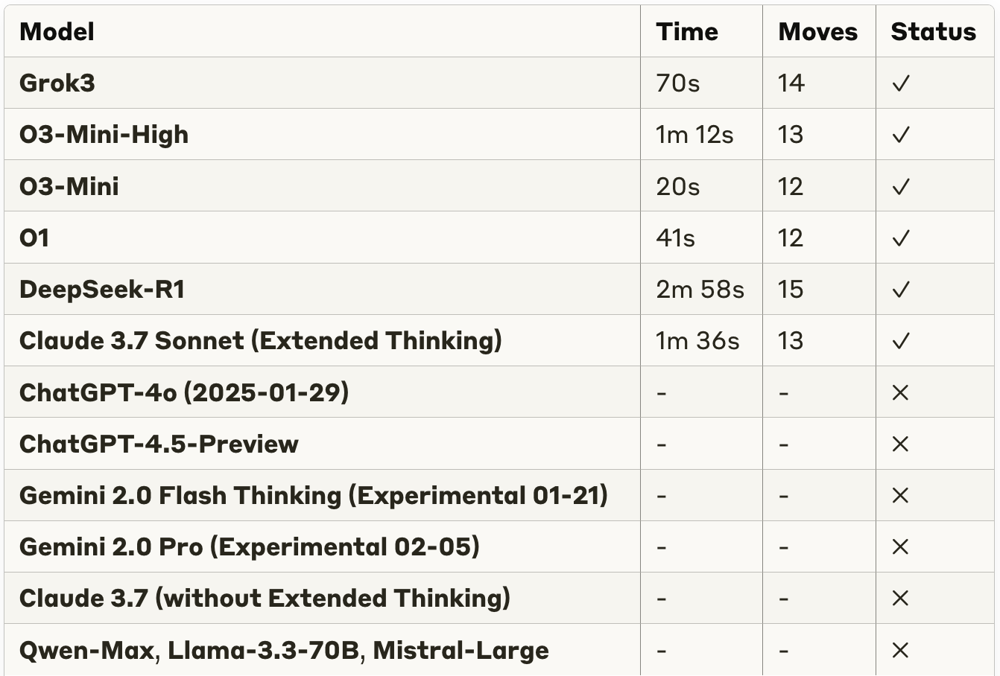 Model Time Moves Status
Grok3 70s 14 ✓
O3-Mini-High 1m 12s 13 ✓
O3-Mini 20s 12 ✓
O1 41s 12 ✓
DeepSeek-R1 2m 58s 15 ✓
Claude 3.7 Sonnet (Extended Thinking) 1m 36s 13 ✓
ChatGPT-4o (2025-01-29) - - ✕
ChatGPT-4.5-Preview - - ✕
Gemini 2.0 Flash Thinking (Experimental 01-21) - - ✕
Gemini 2.0 Pro (Experimental 02-05) - - ✕
Claude 3.7 (without Extended Thinking) - - ✕
Qwen-Max, Llama-3.3-70B, Mistral-Large - - ✕